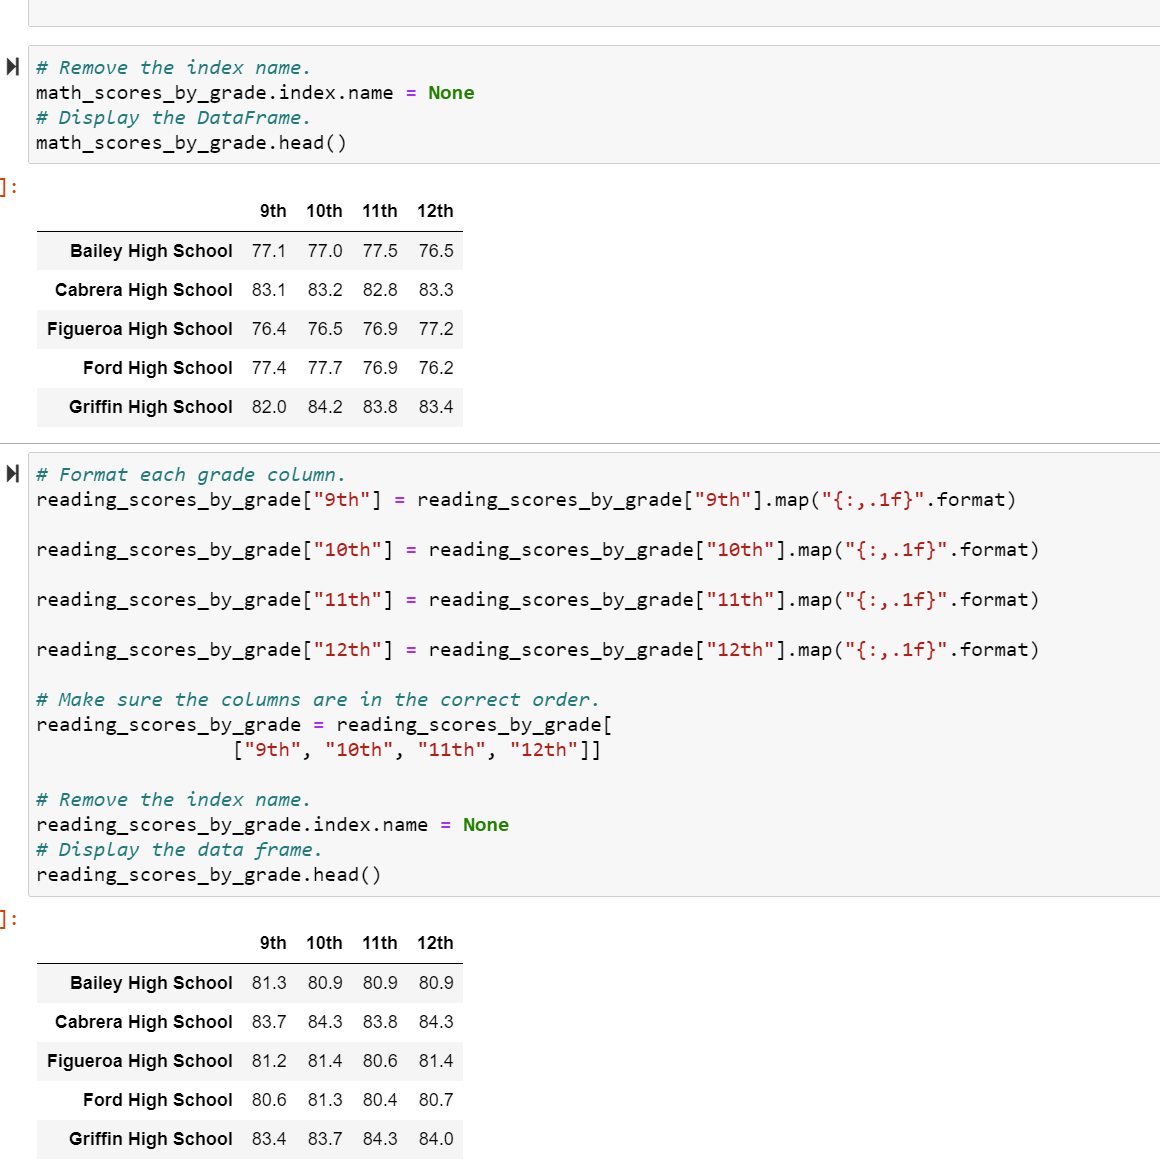 # Remove the index name.
math_scores_by_grade.index.name = None
# Display the DataFrame.
math_scores_by_grade.head()
]:
9th 10th 11th 12th
Bailey High School 77.1 77.0 77.5 76.5
Cabrera High School 83.1 83.2 82.8 83.3
Figueroa High School 76.4 76.5 76.9 77.2
Ford High School 77.4 77.7 76.9 76.2
Griffin High School 82.0 84.2 83.8 83.4
# Format each grade column.
reading_scores_by_grade["9th"] = reading_scores_by_grade["9th"].map("{:,.1f}".format)
reading_scores_by_grade["10th"] = reading_scores_by_grade["10th"].map("{:,.1f}".format)
reading_scores_by_grade["11th"] = reading_scores_by_grade["11th"].map("{:,.1f}".format)
reading_scores_by_grade["12th"] = reading_scores_by_grade["12th"].map("{:,.1f}".format)
# Make sure the columns are in the correct order.
reading_scores_by_grade = reading_scores_by_grade[
["9th", "10th", "11th", "12th"]]
# Remove the index name.
reading_scores_by_grade.index.name = None
# Display the data frame.
reading_scores_by_grade.head()
]:
9th 10th 11th 12th
Bailey High School 81.3 80.9 80.9 80.9
Cabrera High School 83.7 84.3 83.8 84.3
Figueroa High School 81.2 81.4 80.6 81.4
Ford High School 80.6 81.3 80.4 80.7
Griffin High School 83.4 83.7 84.3 84.0